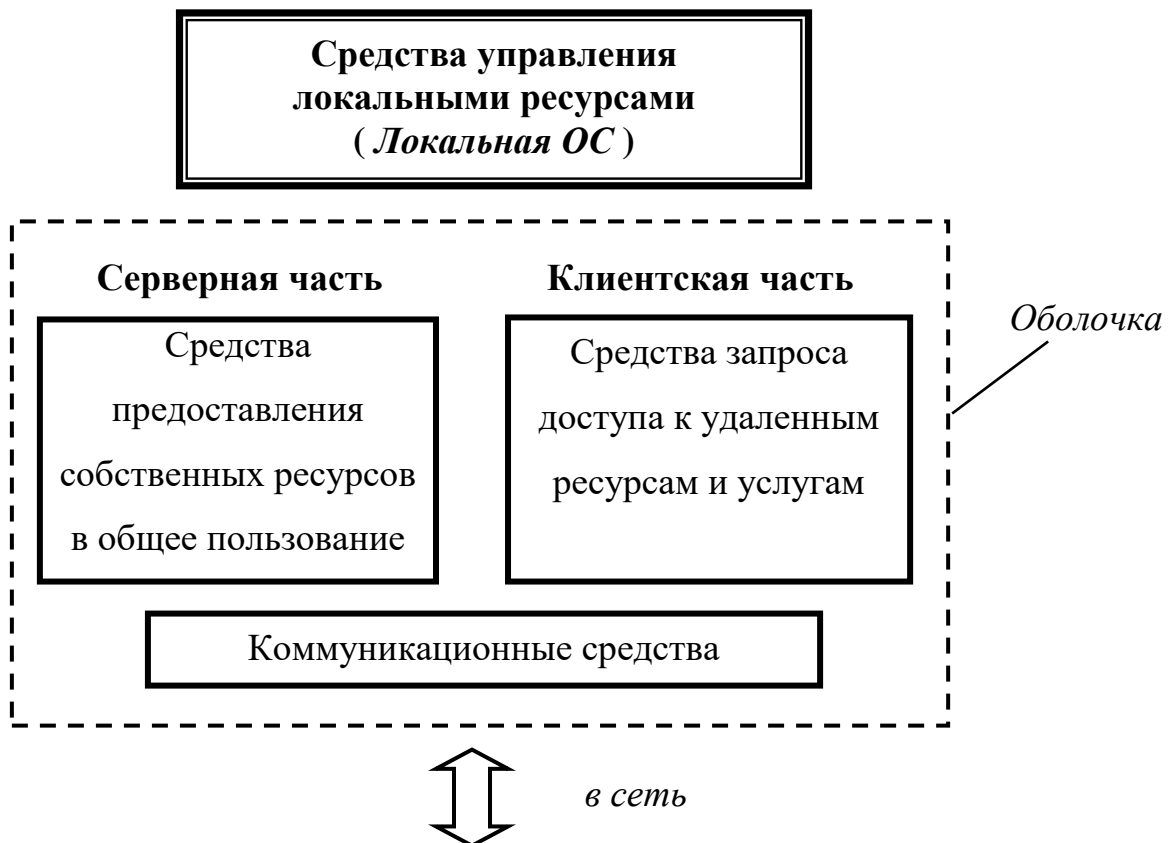 Средства управления
локальными ресурсами
( Локальная ОС )
Серверная часть
Клиентская часть
Оболочка
Средства
предоставления
собственных ресурсов
в общее пользование
Средства запроса
доступа к удаленным
ресурсам и услугам
Коммуникационные средства
в сеть